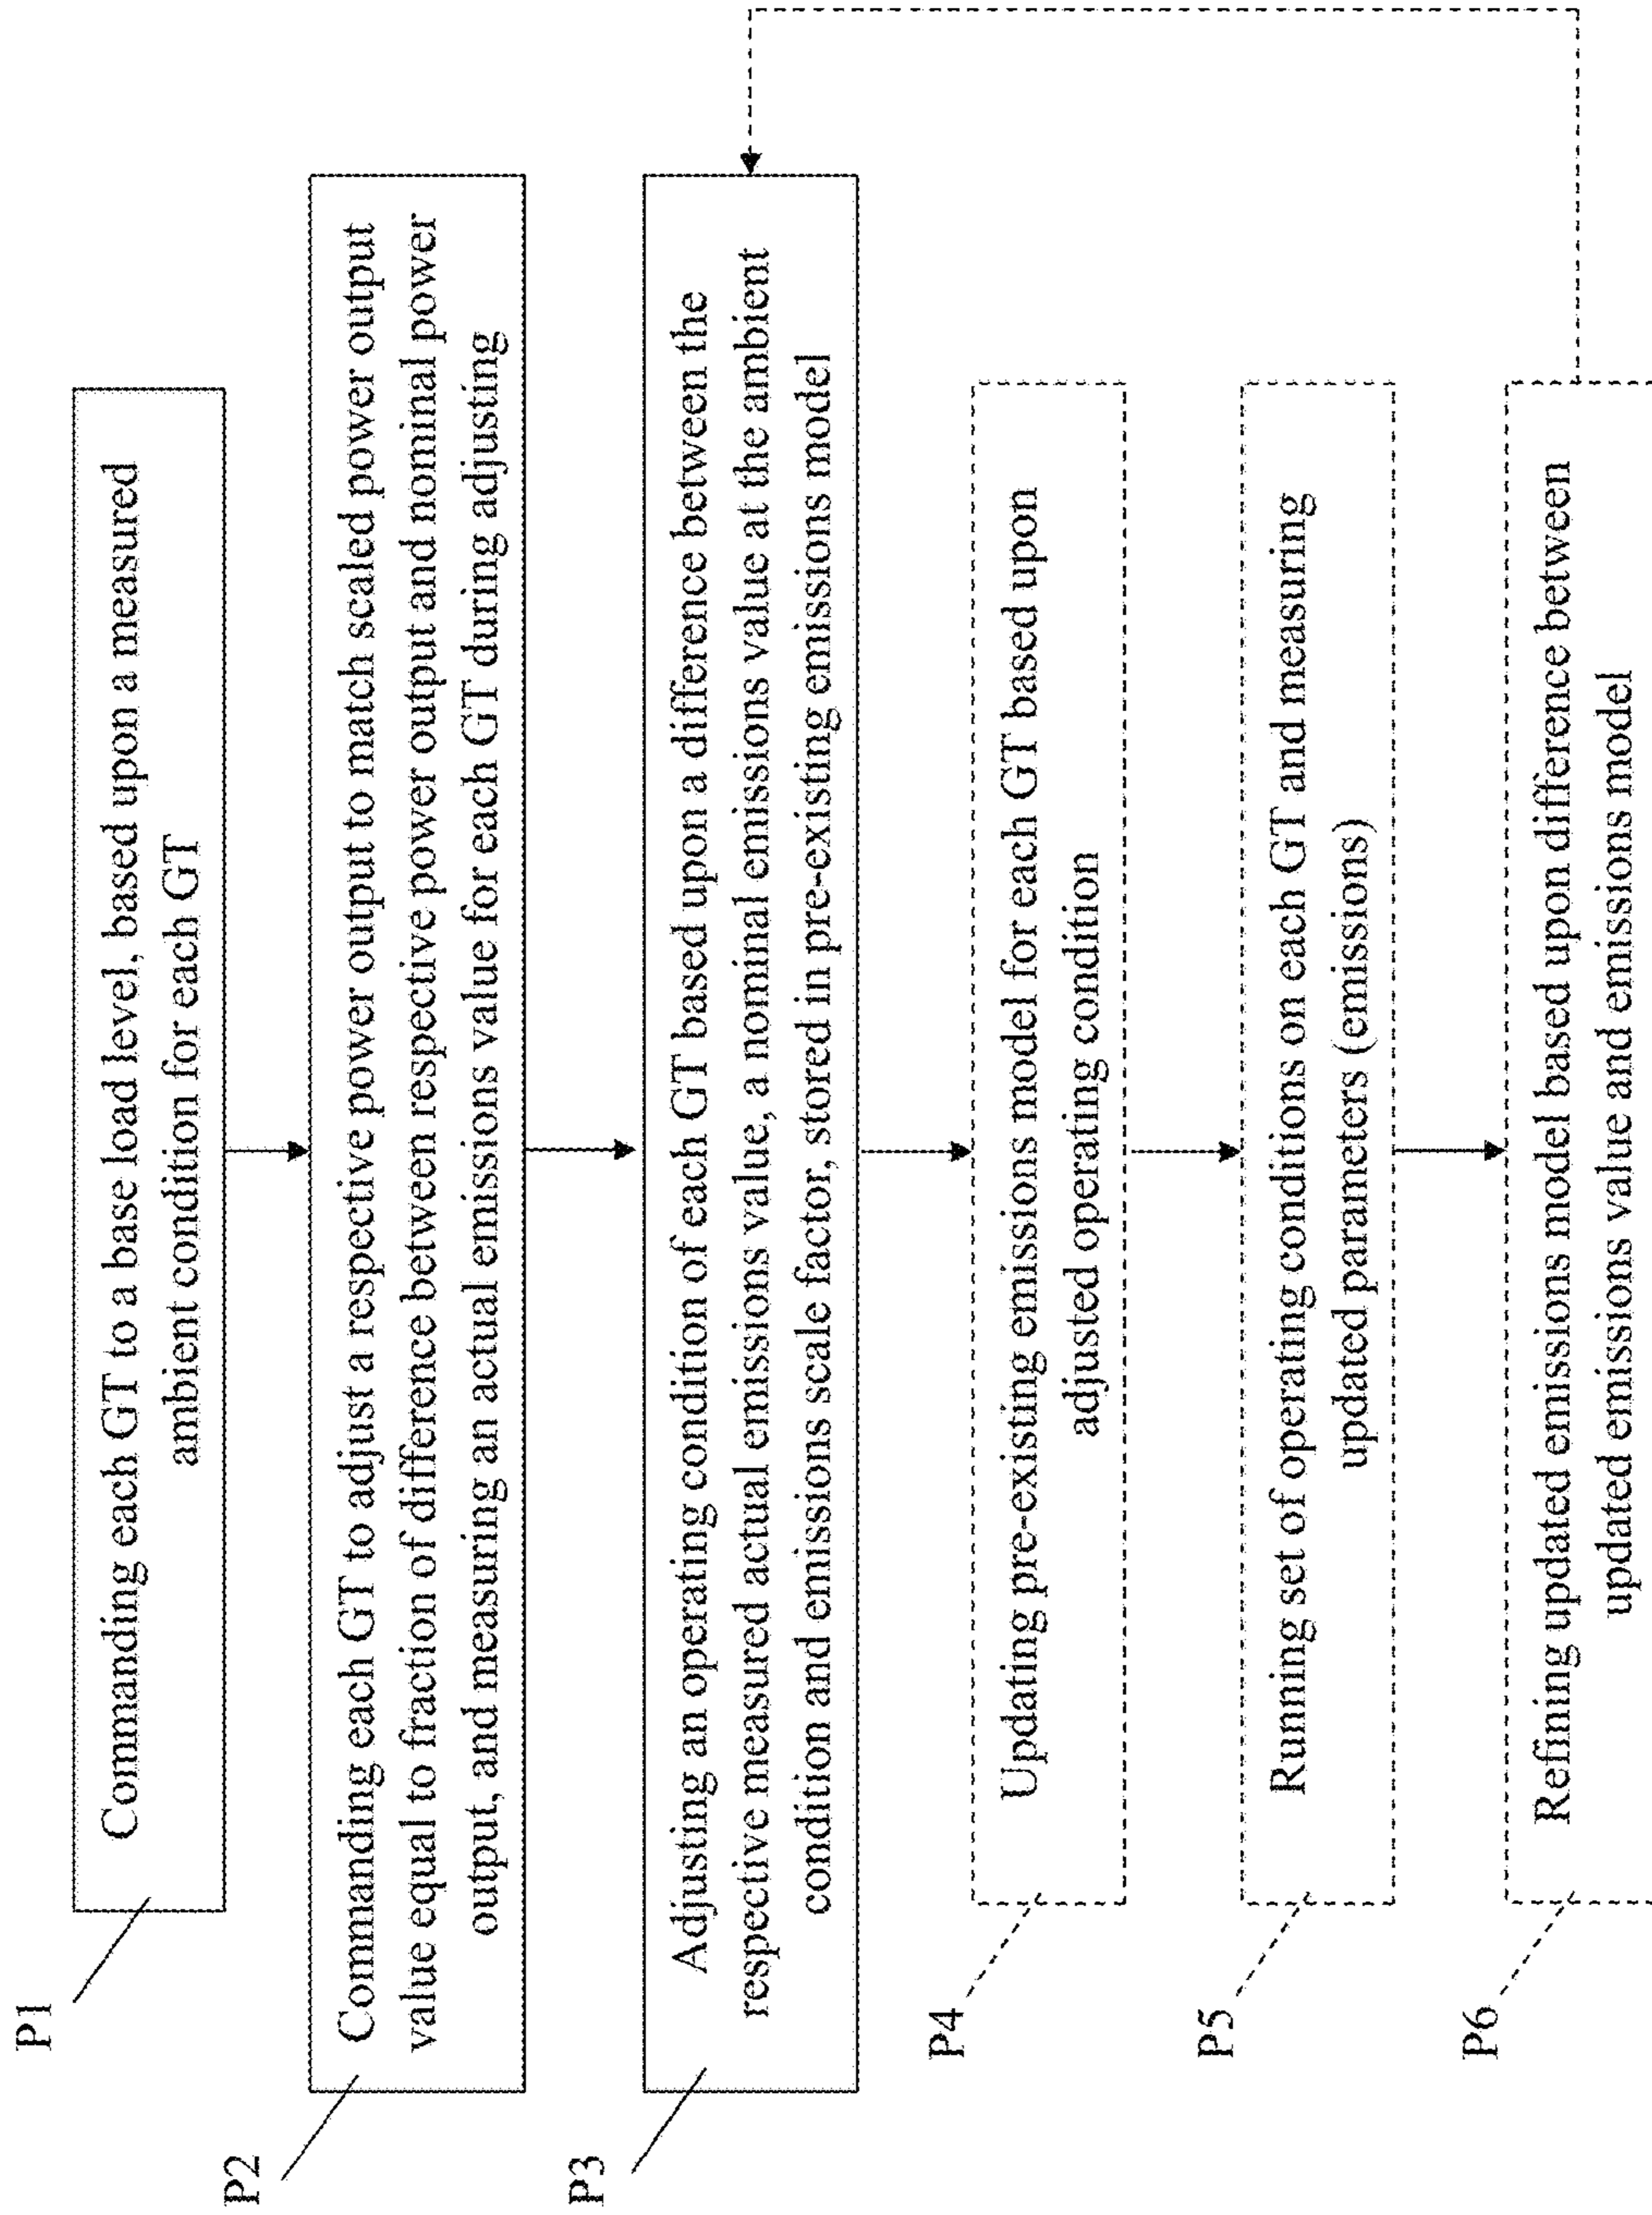 P1
Commanding each GT to a base load level, based upon a measured
ambient condition for each GT
P2
Commanding each GT to adjust a respective power output to match scaled power output
value equal to fraction of difference between respective power output and nominal power
output, and measuring an actual emissions value for each GT during adjusting
P3
Adjusting an operating condition of each GT based upon a difference between the
respective measured actual emissions value, a nominal emissions value at the ambient
condition and emissions scale factor, stored in pre-existing emissions model
P4
Updating pre-existing emissions model for each GT based upon
adjusted operating condition
P5
Running set of operating conditions on each GT and measuring
updated parameters (emissions)
P6
Refining updated emissions model based upon difference between
updated emissions value and emissions model